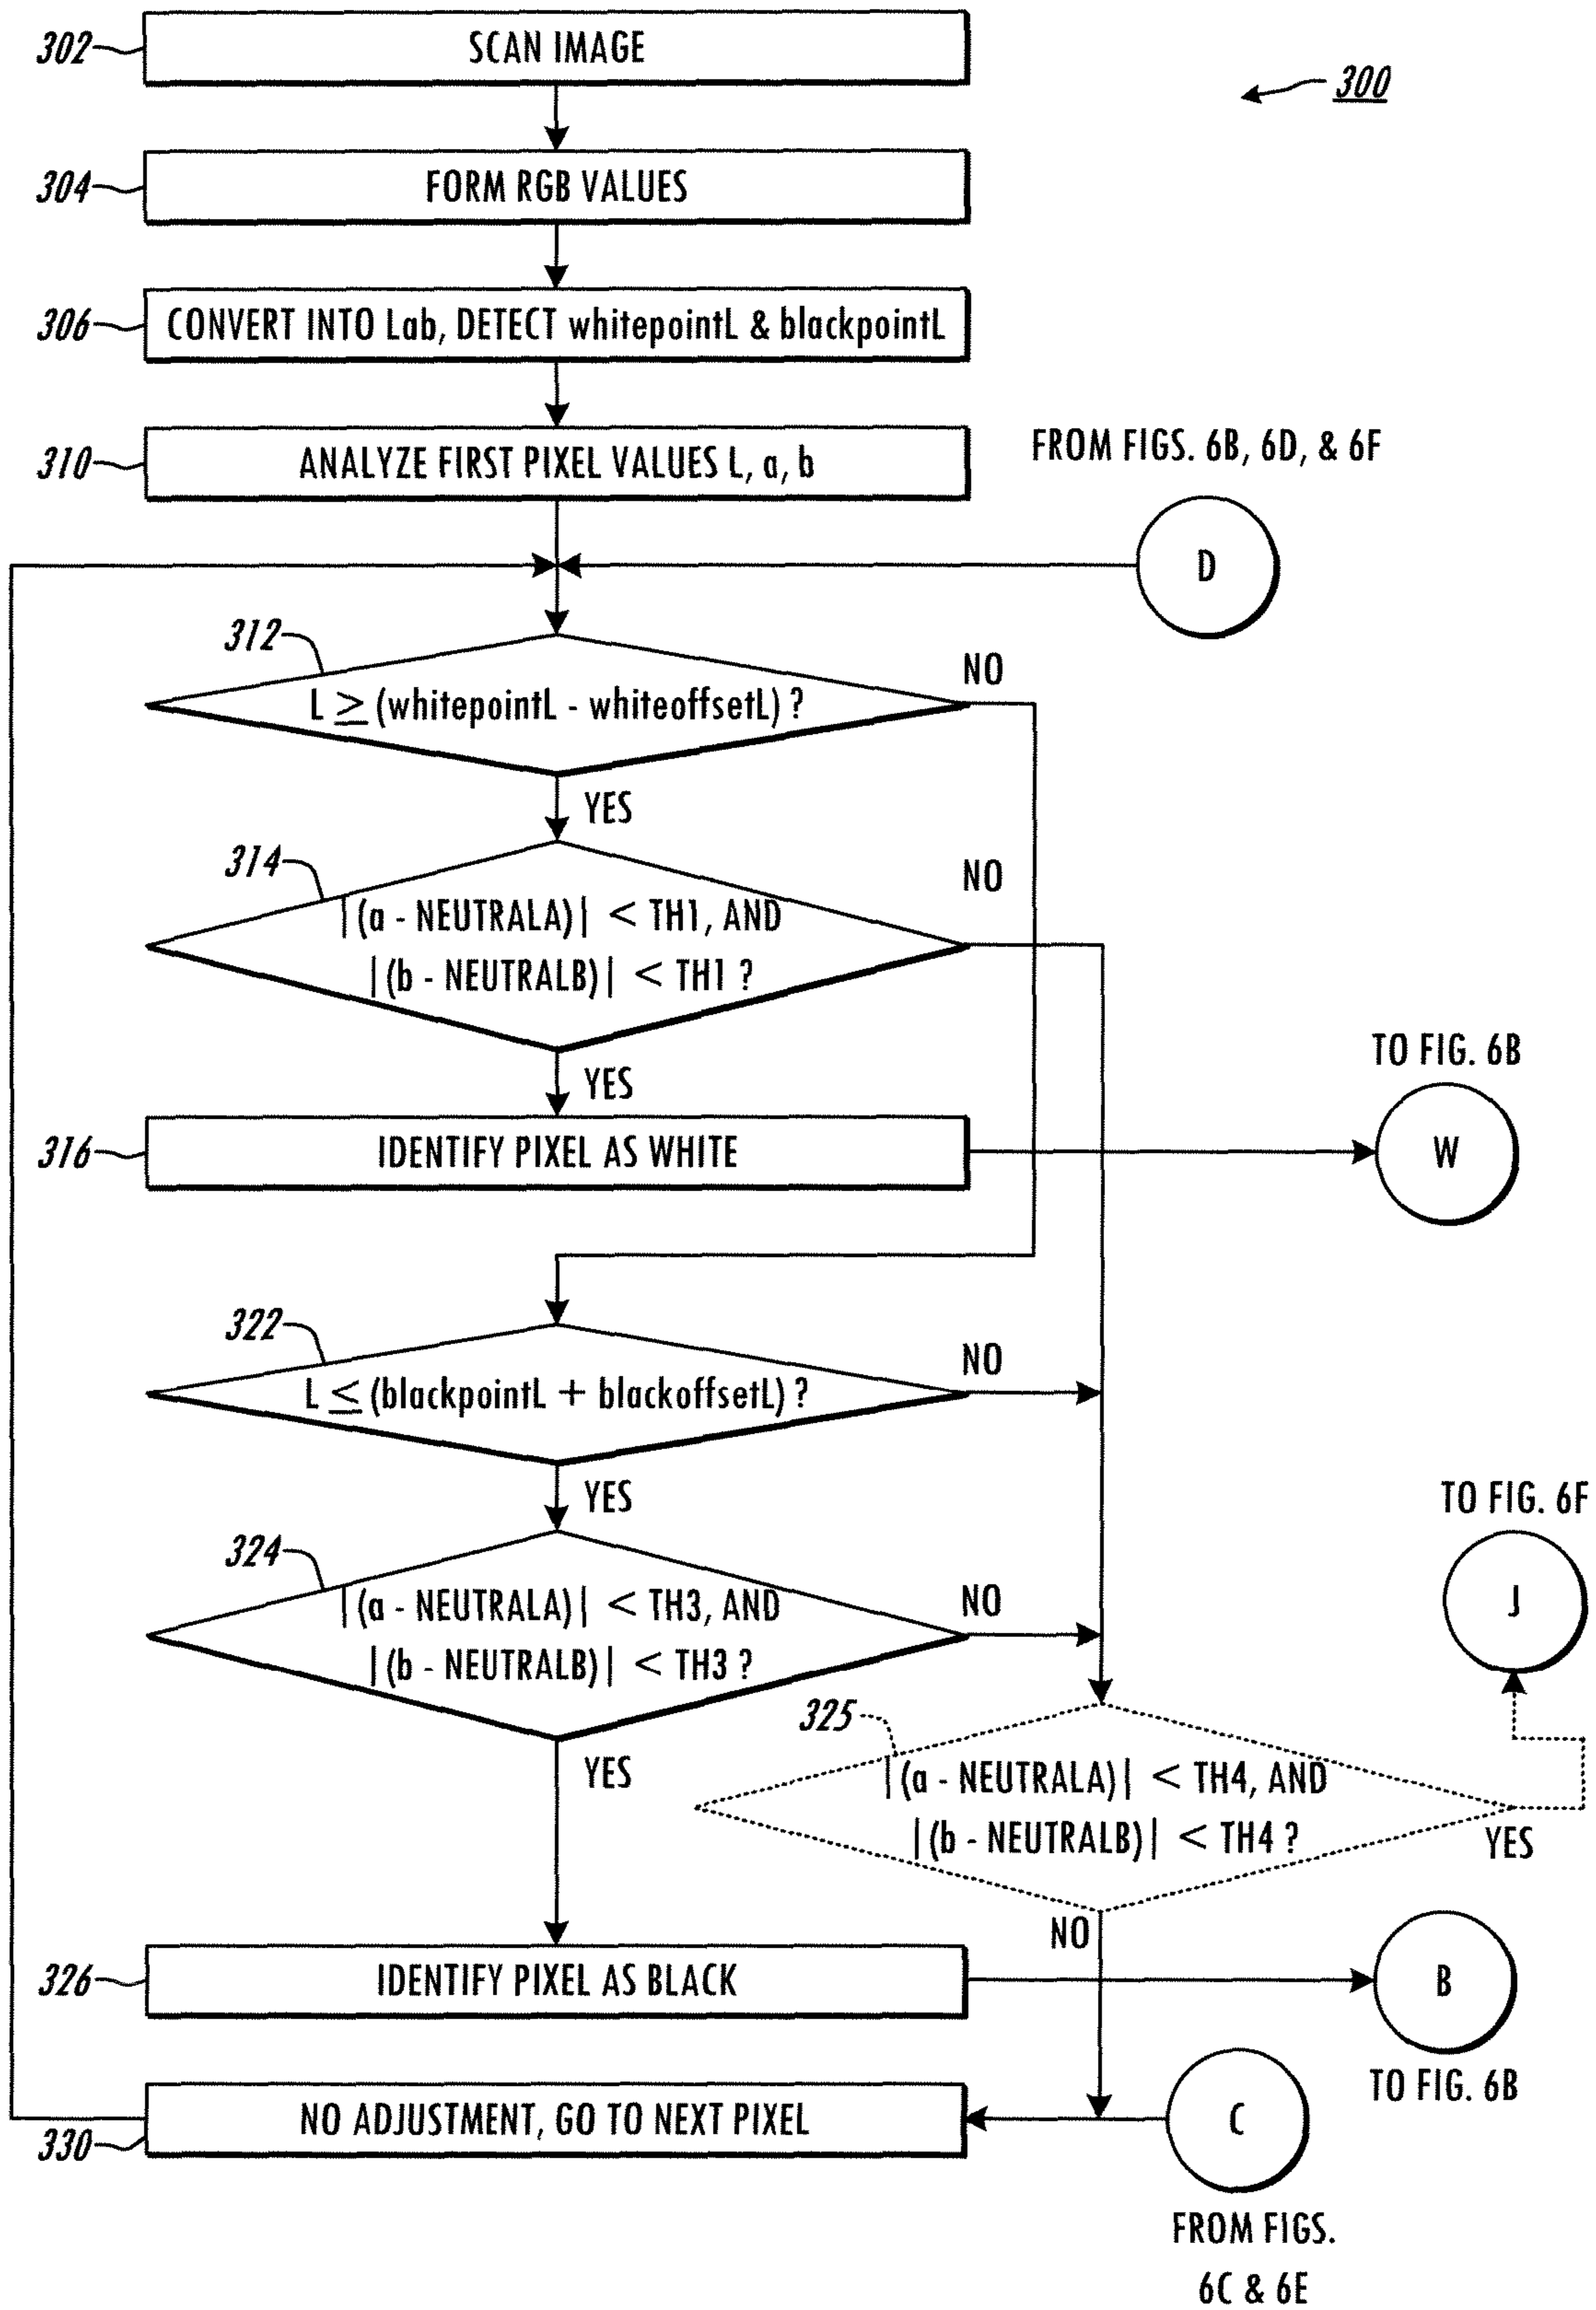 302
SCAN IMAGE
300
304
FORM RGB VALUES
306
CONVERT INTO Lab, DETECT whitepointL & blackpointL
310
ANALYZE FIRST PIXEL VALUES L, a, b
FROM FIGS. 6B, 6D, & 6F
D
312
NO
L ≥ (whitepointL - whiteoffsetL) ?
YES
314
NO
|(a - NEUTRALA)| < TH1, AND
|(b - NEUTRALB)| < TH1 ?
YES
TO FIG. 6B
316
IDENTIFY PIXEL AS WHITE
W
322
NO
L ≤ (blackpointL + blackoffsetL) ?
YES
TO FIG. 6F
324
NO
|(a - NEUTRALA)| < TH3, AND
|(b - NEUTRALB)| < TH3 ?
J
YES
325
|(a - NEUTRALA)| < TH4, AND
|(b - NEUTRALB)| < TH4 ?
YES
NO
326
IDENTIFY PIXEL AS BLACK
B
TO FIG. 6B
330
NO ADJUSTMENT, GO TO NEXT PIXEL
C
FROM FIGS.
6C & 6E